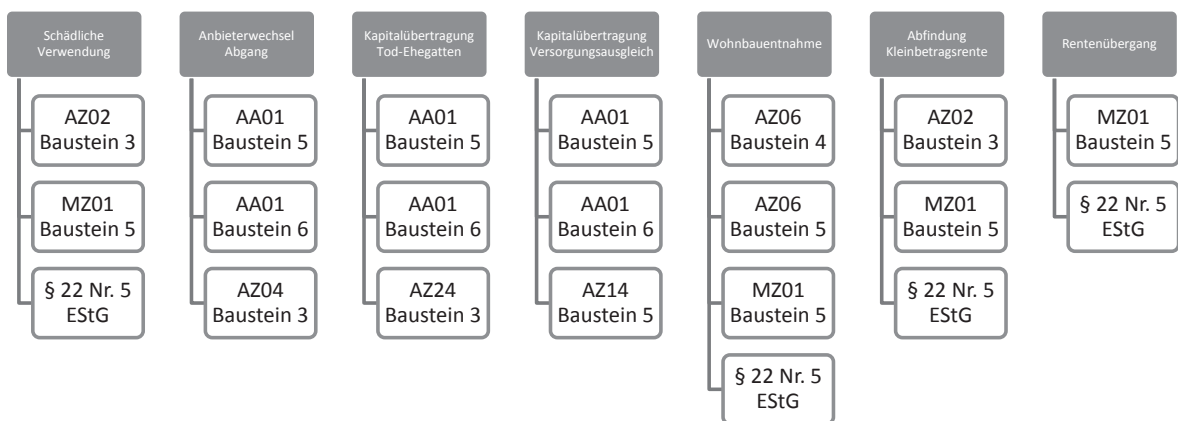 Schädliche
Verwendung
AZ02
Baustein 3
MZ01
Baustein 5
§ 22 Nr. 5
EStG
Anbieterwechsel
Abgang
AA01
Baustein 5
AA01
Baustein 6
AZ04
Baustein 3
Kapitalübertragung
Tod-Ehegatten
AA01
Baustein 5
AA01
Baustein 6
AZ24
Baustein 3
Kapitalübertragung
Versorgungsausgleich
AA01
Baustein 5
AA01
Baustein 6
AZ14
Baustein 5
Wohnbauentnahme
AZ06
Baustein 4
AZ06
Baustein 5
MZ01
Baustein 5
§ 22 Nr. 5
EStG
Abfindung
Kleinbetragsrente
AZ02
Baustein 3
MZ01
Baustein 5
§ 22 Nr. 5
EStG
Rentenübergang
MZ01
Baustein 5
§ 22 Nr. 5
EStG